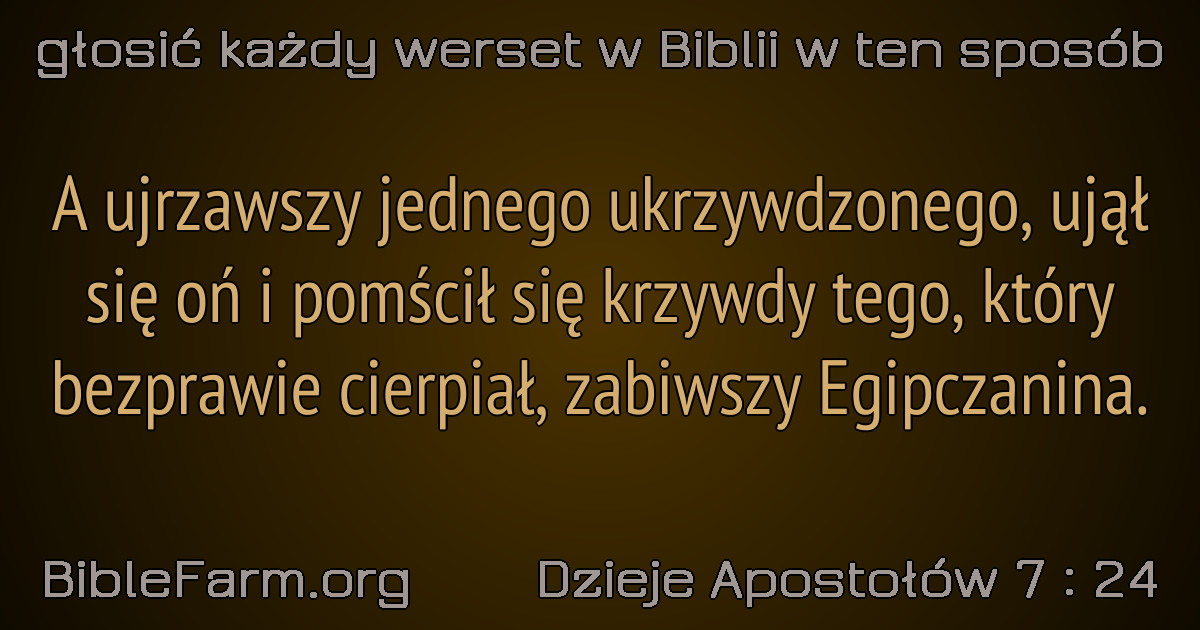 głosić każdy werset w Biblii w ten sposób
A ujrzawszy jednego ukrzywdzonego, ujął
się oń i pomścił się krzywdy tego, który
bezprawie cierpiał, zabiwszy Egipczanina.
BibleFarm.org Dzieje Apostołów 7 : 24